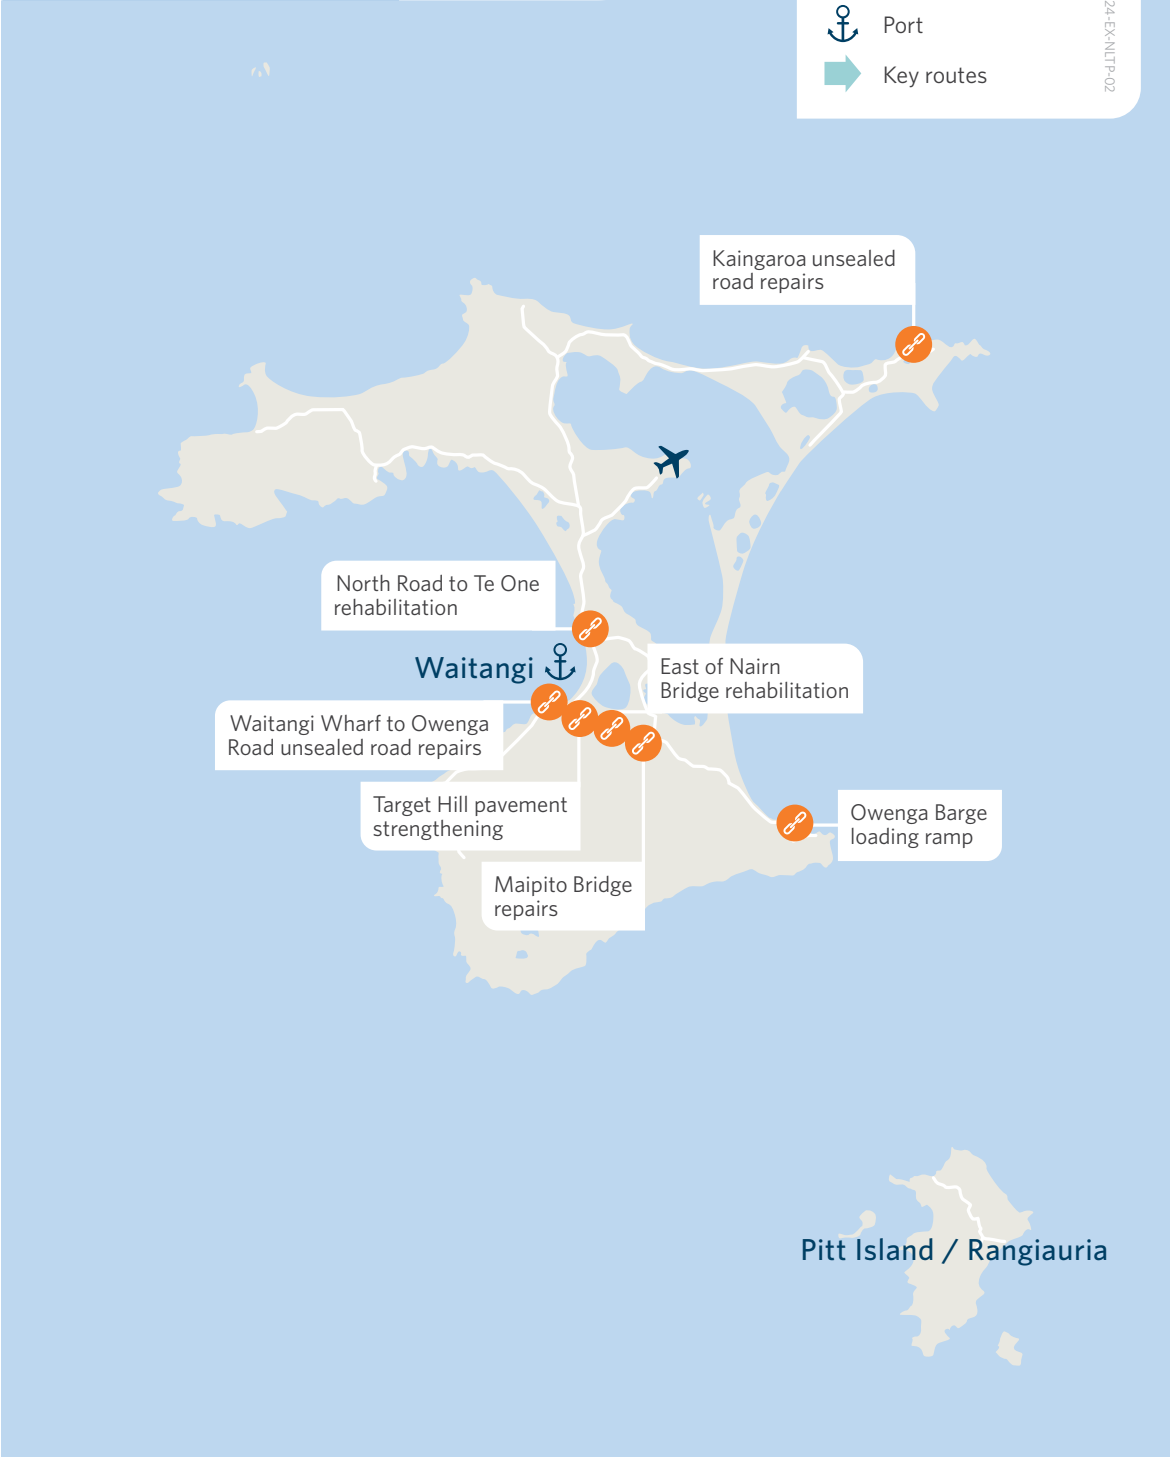 Port
Key routes
24-EX-NLTP-02
Kaingaroa unsealed
road repairs
North Road to Te One
rehabilitation
Waitangi
East of Nairn
Bridge rehabilitation
Waitangi Wharf to Owenga
Road unsealed road repairs
Target Hill pavement
strengthening
Owenga Barge
loading ramp
Maipito Bridge
repairs
Pitt Island / Rangiauria